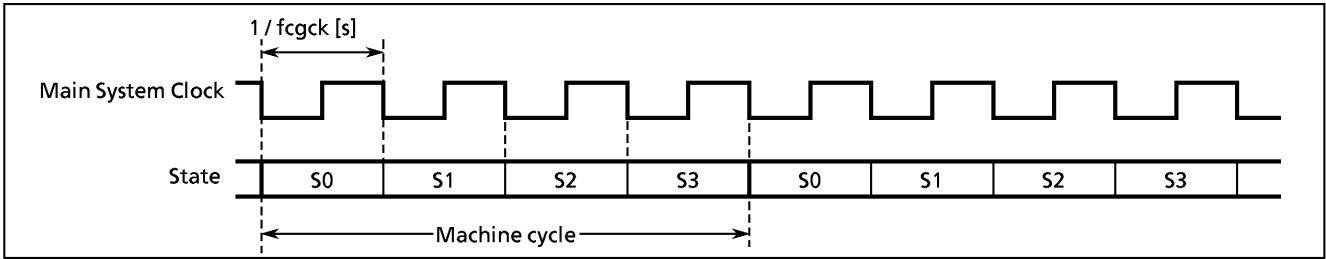 1 / fcgck [s]
Main System Clock
State S0 S1 S2 S3 S0 S1 S2 S3
Machine cycle